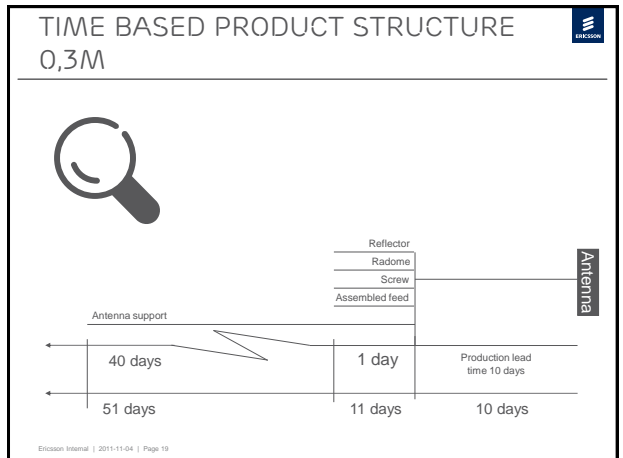 TIME BASED PRODUCT STRUCTURE
0,3M
ERICSSON
Reflector
Radome
Screw
Assembled feed
Antenna support
Antenna
40 days
1 day
Production lead
time 10 days
51 days
11 days
10 days
Ericsson Internal | 2011-11-04 | Page 19